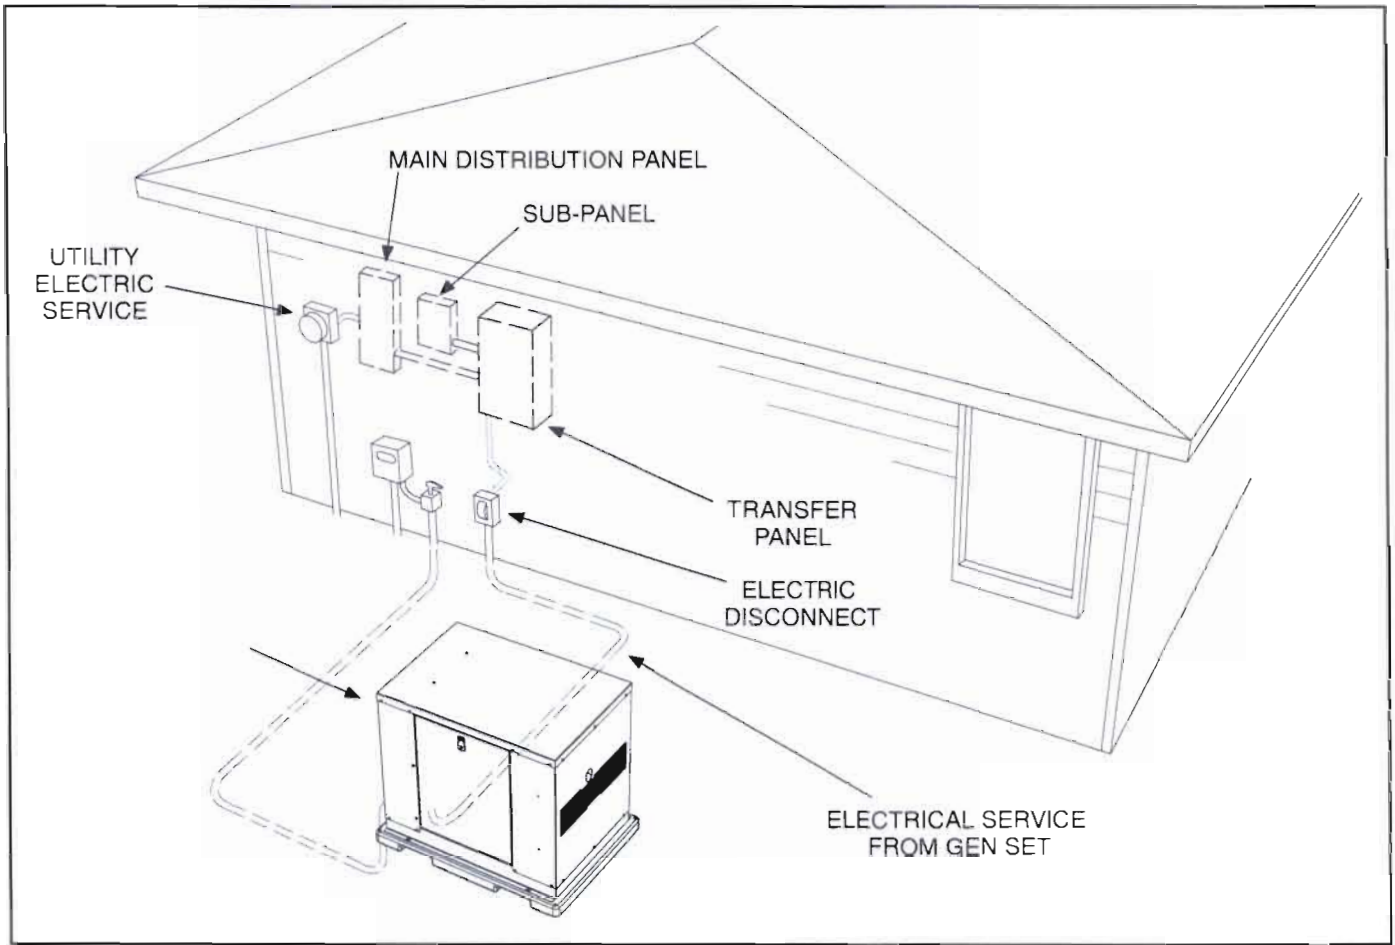 MAIN DISTRIBUTION PANEL
SUB-PANEL
UTILITY
ELECTRIC
SERVICE
TRANSFER
PANEL
ELECTRIC
DISCONNECT
ELECTRICAL SERVICE
FROM GEN SET